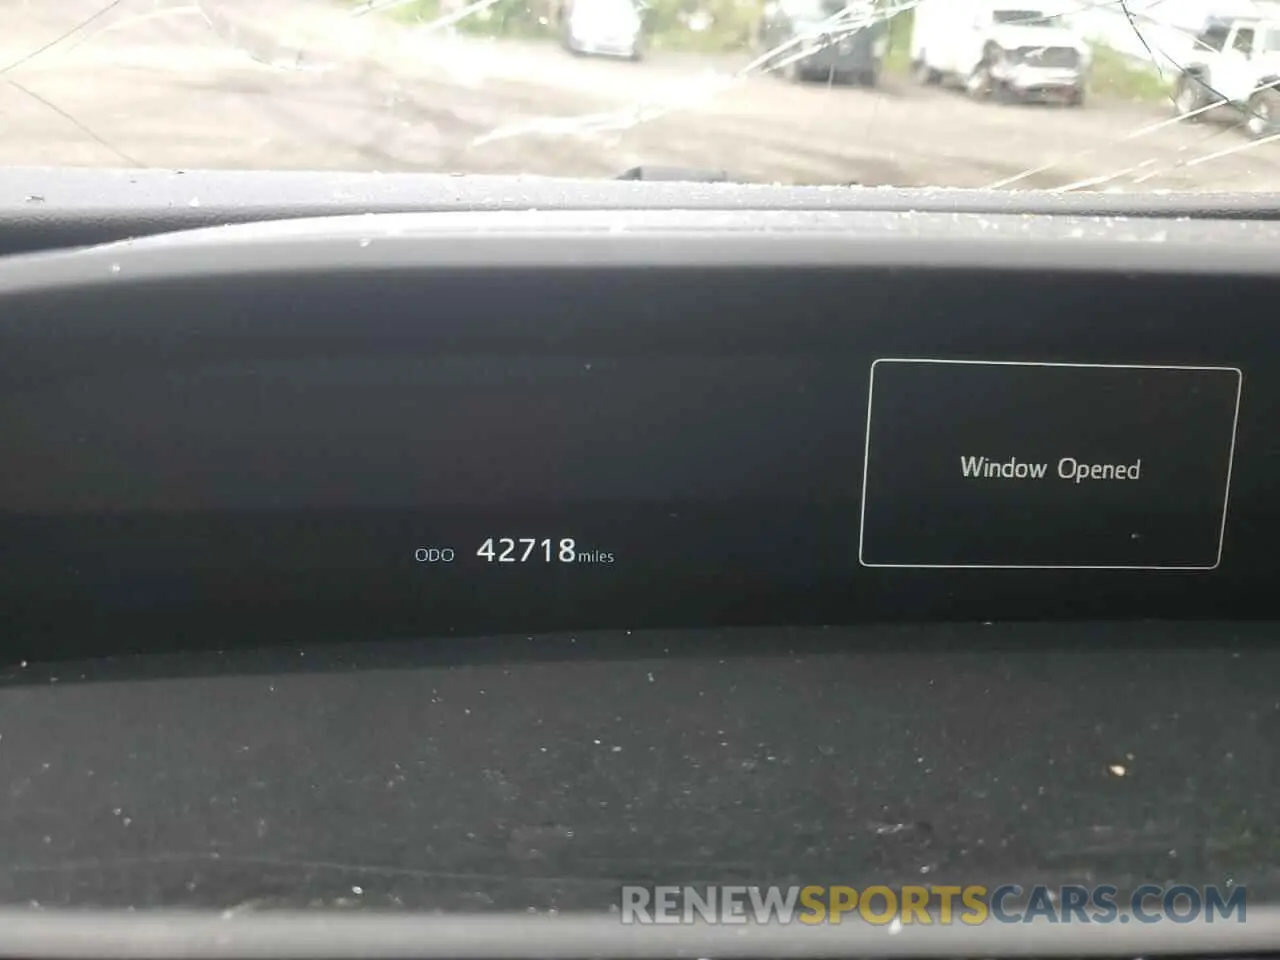 Window Opened
ODO 42718 miles
RENEWSPORTSCARS.COM